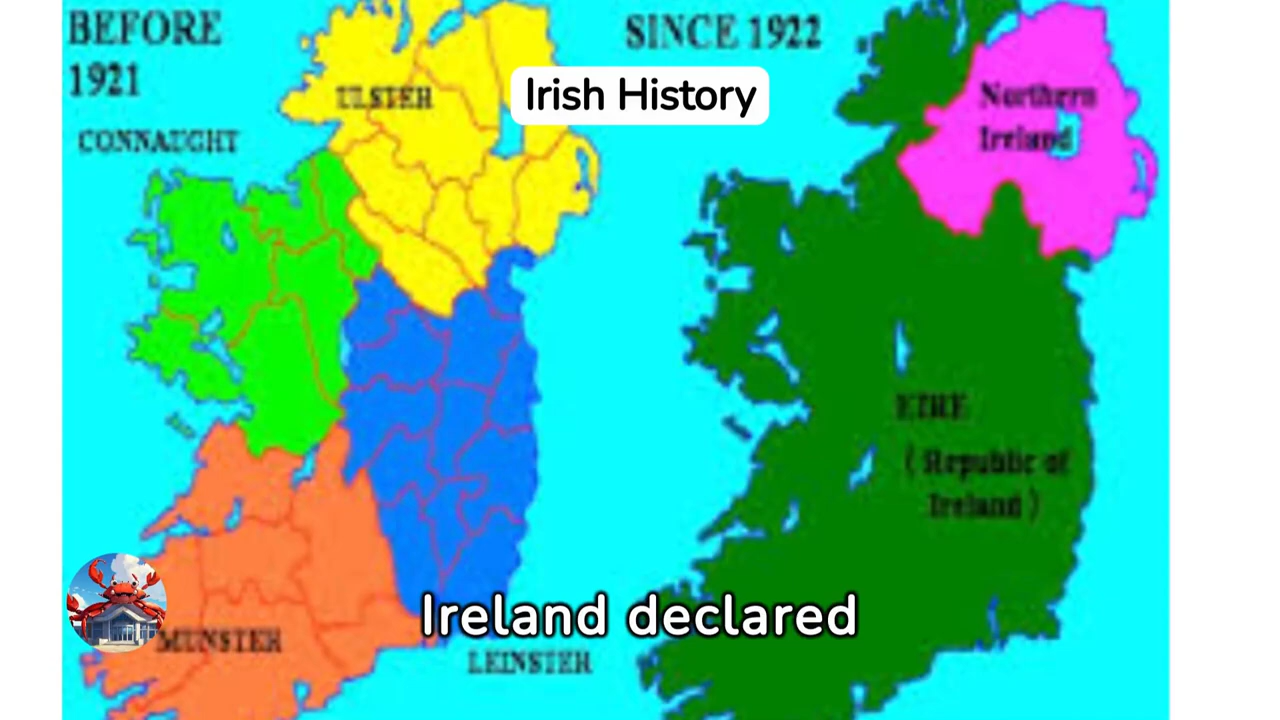 BEFORE
1921
SINCE 1922
Irish History
ULSTER
Northern
Ireland
CONNAUGHT
EIRE
( Republic of
Ireland )
Ireland declared
MUNSTER
LEINSTER